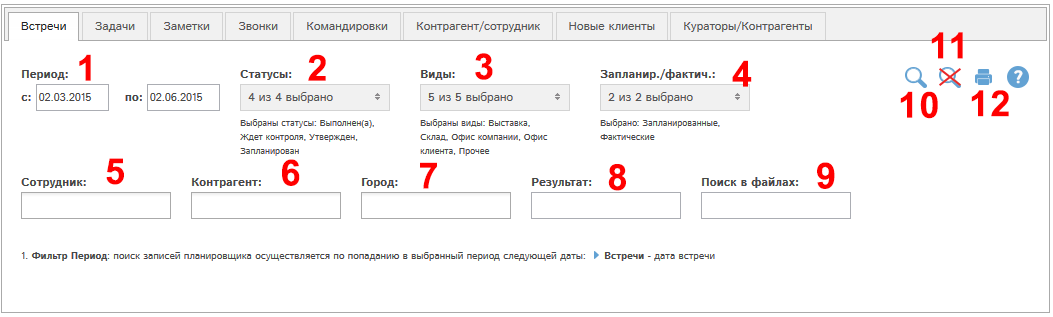 Встречи Задачи Заметки Звонки Командировки Контрагент/сотрудник Новые клиенты Кураторы/Контрагенты
Период: 1 Статусы: 2 Виды: 3 Запланир./фактич.: 4 11
с: 02.03.2015 по: 02.06.2015 4 из 4 выбрано 5 из 5 выбрано 2 из 2 выбрано ?
10 12
Выбраны статусы: Выполнен(а), Выбраны виды: Выставка, Выбрано: Запланированные,
Ждет контроля, Утвержден, Склад, Офис компании, Офис Фактические
Запланирован клиента, Прочее
Сотрудник: 5 Контрагент: 6 Город: 7 Результат: 8 Поиск в файлах: 9
1. Фильтр Период: поиск записей планировщика осуществляется по попаданию в выбранный период следующей даты: Встречи - дата встречи